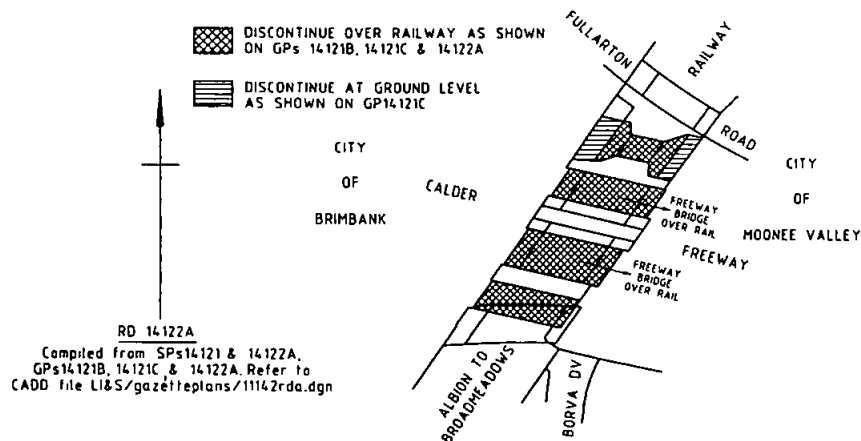 DISCONTINUE OVER RAILWAY AS SHOWN
ON GPs 14121B, 14121C & 14122A
DISCONTINUE AT GROUND LEVEL
AS SHOWN ON GP14121C
FULLARTON
ROAD
RAILWAY
CITY
OF
BRIMBANK
CALDER
FREEWAY
CITY
OF
MOONEE VALLEY
FREEWAY
BRIDGE
OVER RAIL
FREEWAY
BRIDGE
OVER RAIL
RD 14122A
Compiled from SPs14121 & 14122A,
GPs14121B, 14121C, & 14122A. Refer to
CADD file LI&S/gazetteplans/11142rda.dgn
ALBION TO
BROADMEADOWS
BORVA DV